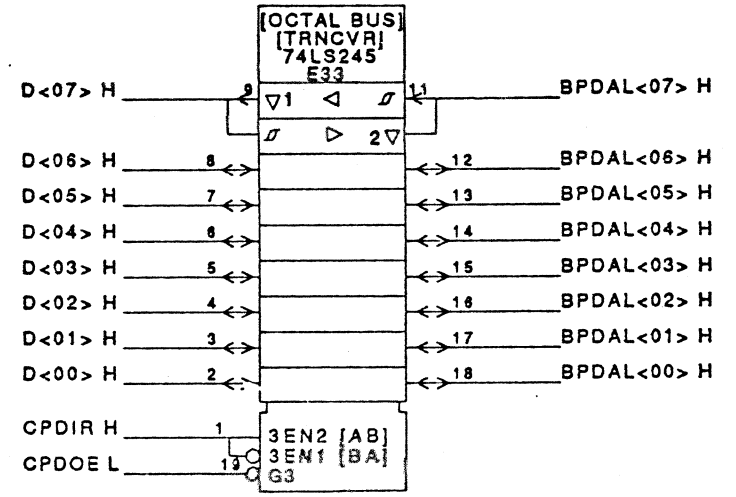 [OCTAL BUS]
[TRNCVR]
74LS245
E33
D<07> H 9 11 BPDAL<07> H
▽1 ◁
▷ 2▽
D<06> H 8 12 BPDAL<06> H
D<05> H 7 13 BPDAL<05> H
D<04> H 6 14 BPDAL<04> H
D<03> H 5 15 BPDAL<03> H
D<02> H 4 16 BPDAL<02> H
D<01> H 3 17 BPDAL<01> H
D<00> H 2 18 BPDAL<00> H
CPDIR H 1 3EN2 [AB]
3EN1 [BA]
CPDOE L 19 G3